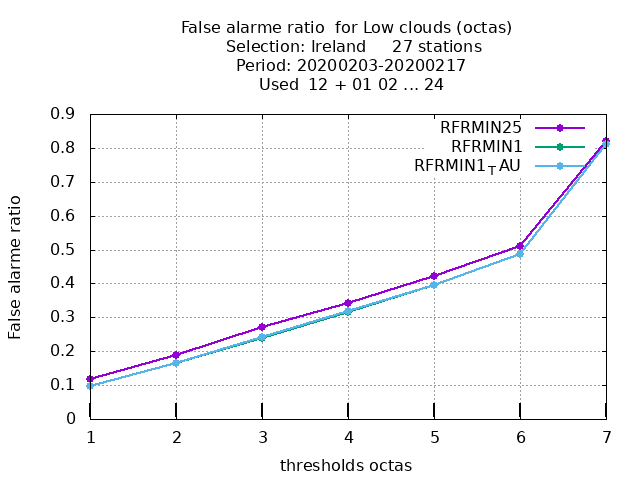 False alarme ratio  for Low clouds (octas)
Selection: Ireland     27 stations
Period: 20200203-20200217
Used  12 + 01 02 ... 24
RFRMIN25
RFRMIN1
RFRMIN1TAU
False alarme ratio
0.9
0.8
0.7
0.6
0.5
0.4
0.3
0.2
0.1
0
1 2 3 4 5 6 7
thresholds octas